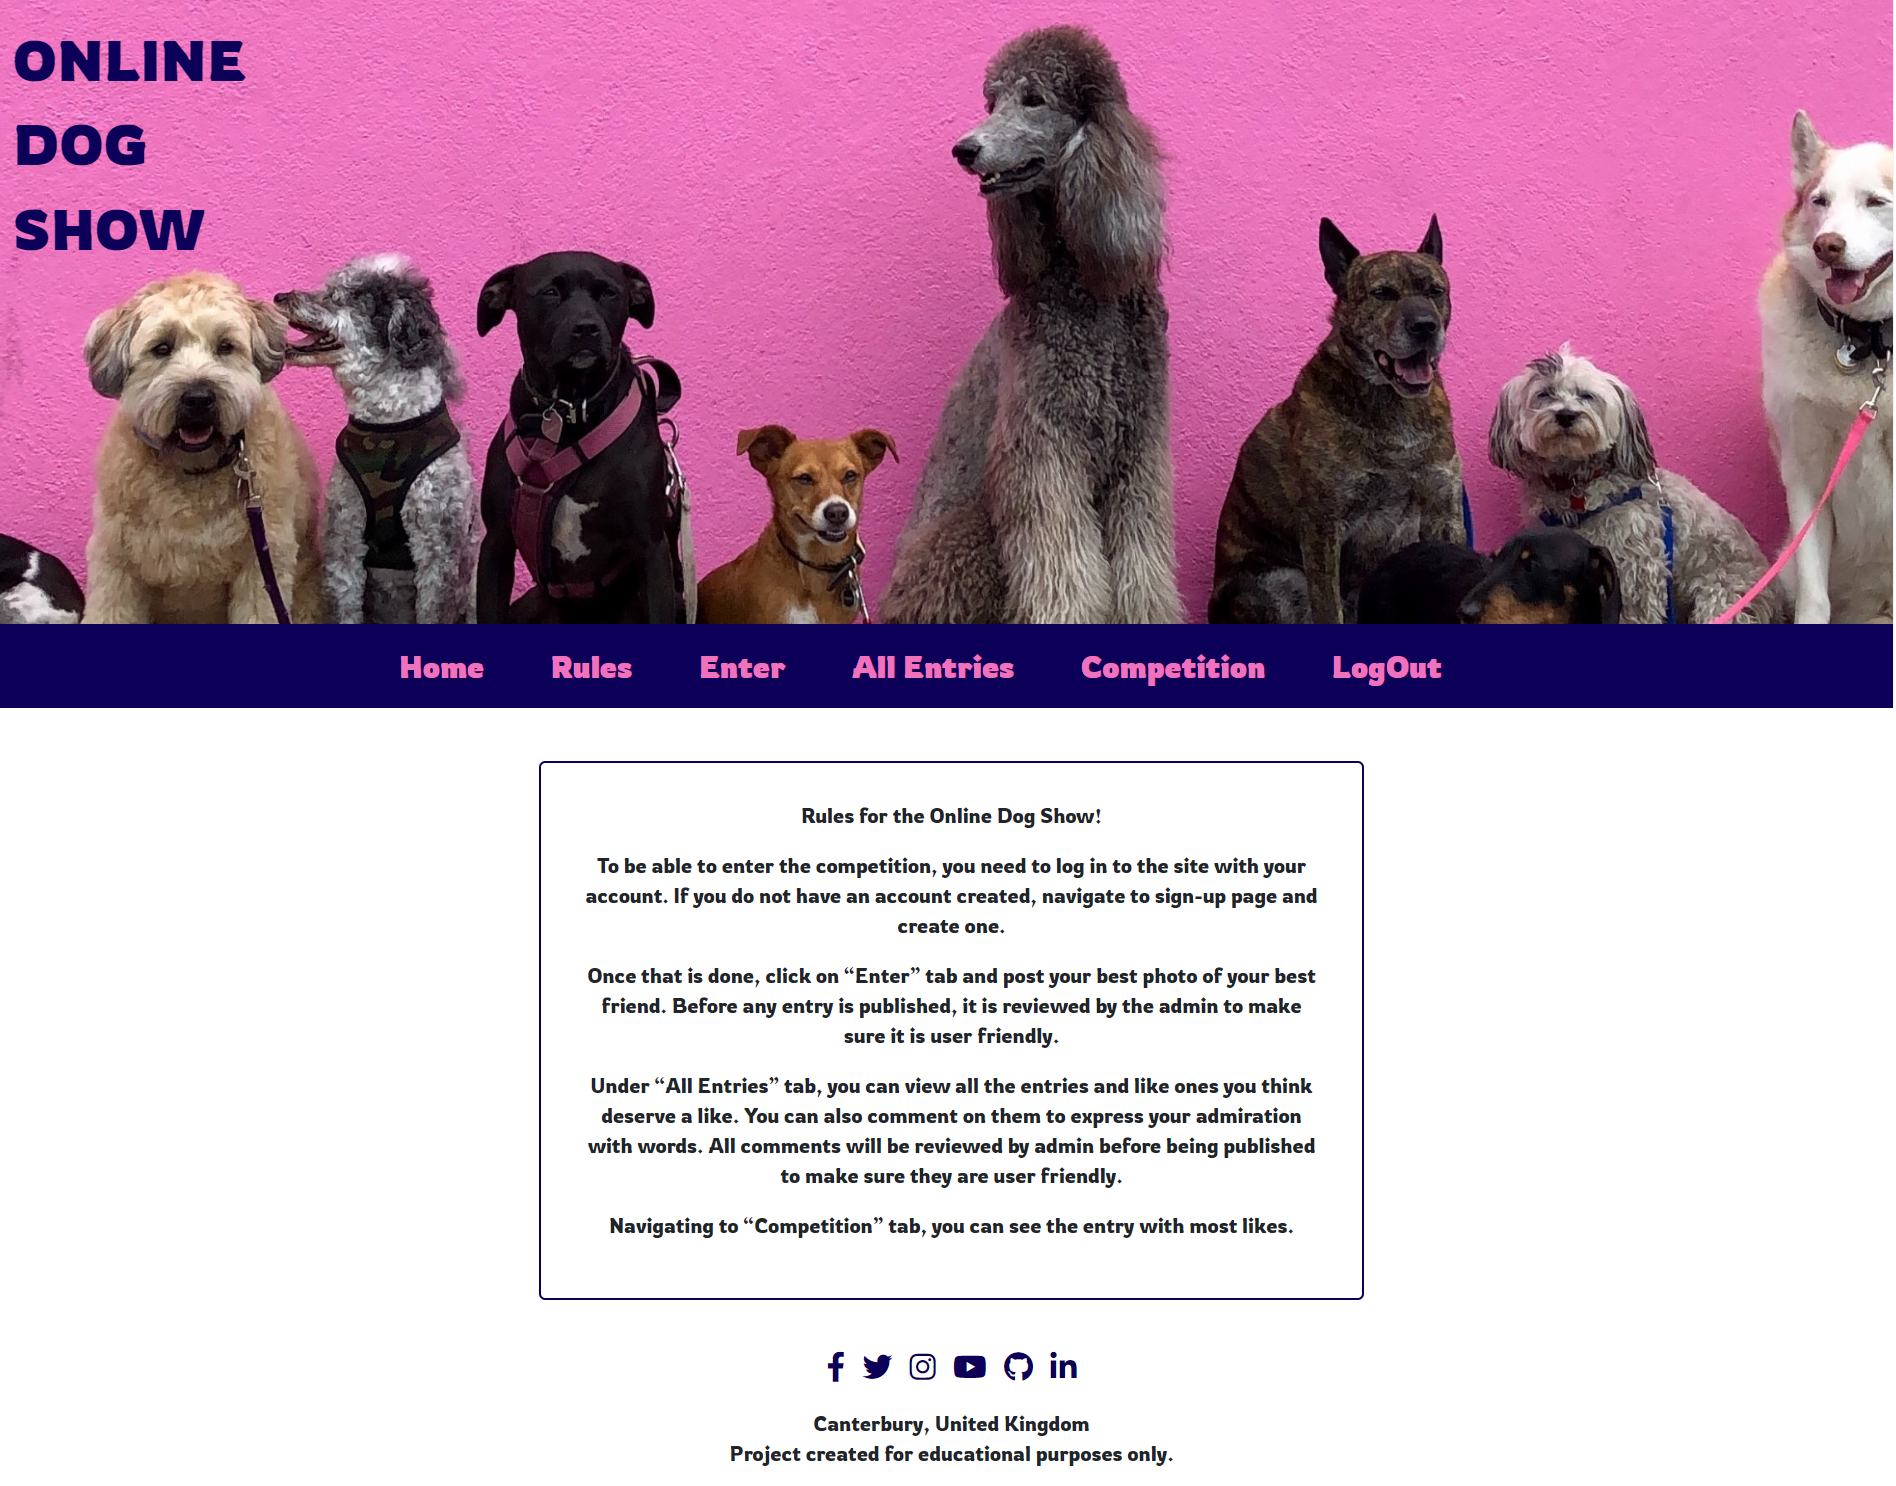 ONLINE
DOG
SHOW
Home Rules Enter All Entries Competition LogOut
Rules for the Online Dog Show!
To be able to enter the competition, you need to log in to the site with your
account. If you do not have an account created, navigate to sign-up page and
create one.
Once that is done, click on “Enter” tab and post your best photo of your best
friend. Before any entry is published, it is reviewed by the admin to make
sure it is user friendly.
Under “All Entries” tab, you can view all the entries and like ones you think
deserve a like. You can also comment on them to express your admiration
with words. All comments will be reviewed by admin before being published
to make sure they are user friendly.
Navigating to “Competition” tab, you can see the entry with most likes.
Canterbury, United Kingdom
Project created for educational purposes only.